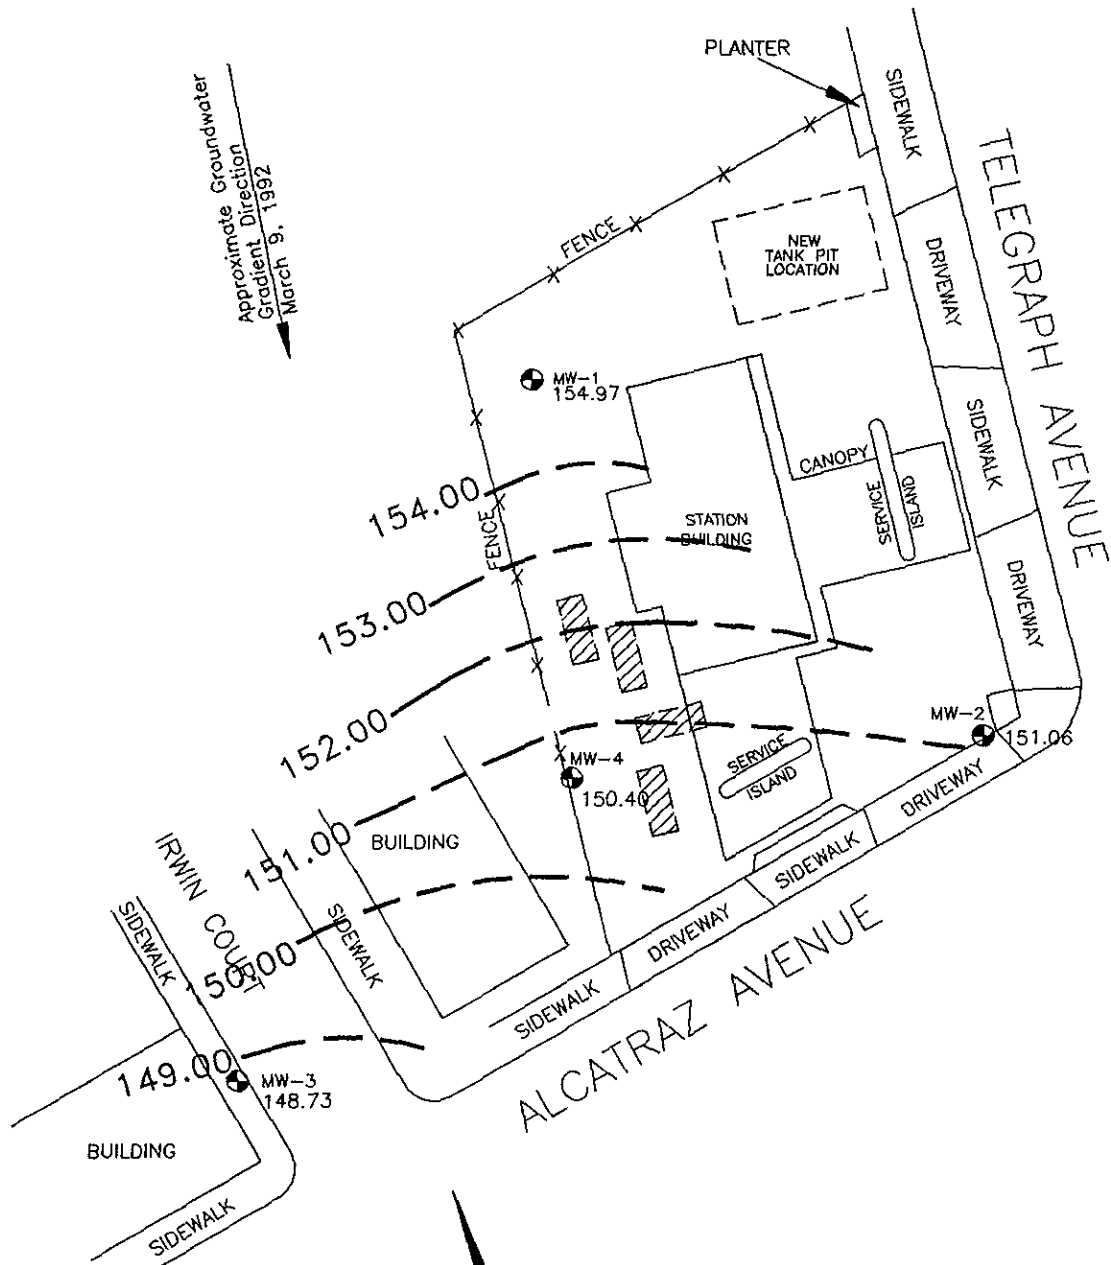 PLANTER
SIDEWALK
TELEGRAPH AVENUE
Approximate Groundwater
Gradient Direction
March 9, 1992
FENCE
NEW
TANK PIT
LOCATION
DRIVEWAY
MW-1
154.97
SIDEWALK
CANOPY
SERVICE
ISLAND
154.00
FENCE
STATION
BUILDING
DRIVEWAY
153.00
152.00
MW-2
151.06
MW-4
150.40
SERVICE
ISLAND
DRIVEWAY
151.00
BUILDING
SIDEWALK
IRWIN COURT
SIDEWALK
SIDEWALK
DRIVEWAY
150.00
ALCATRAZ AVENUE
SIDEWALK
149.00
MW-3
148.73
BUILDING
SIDEWALK